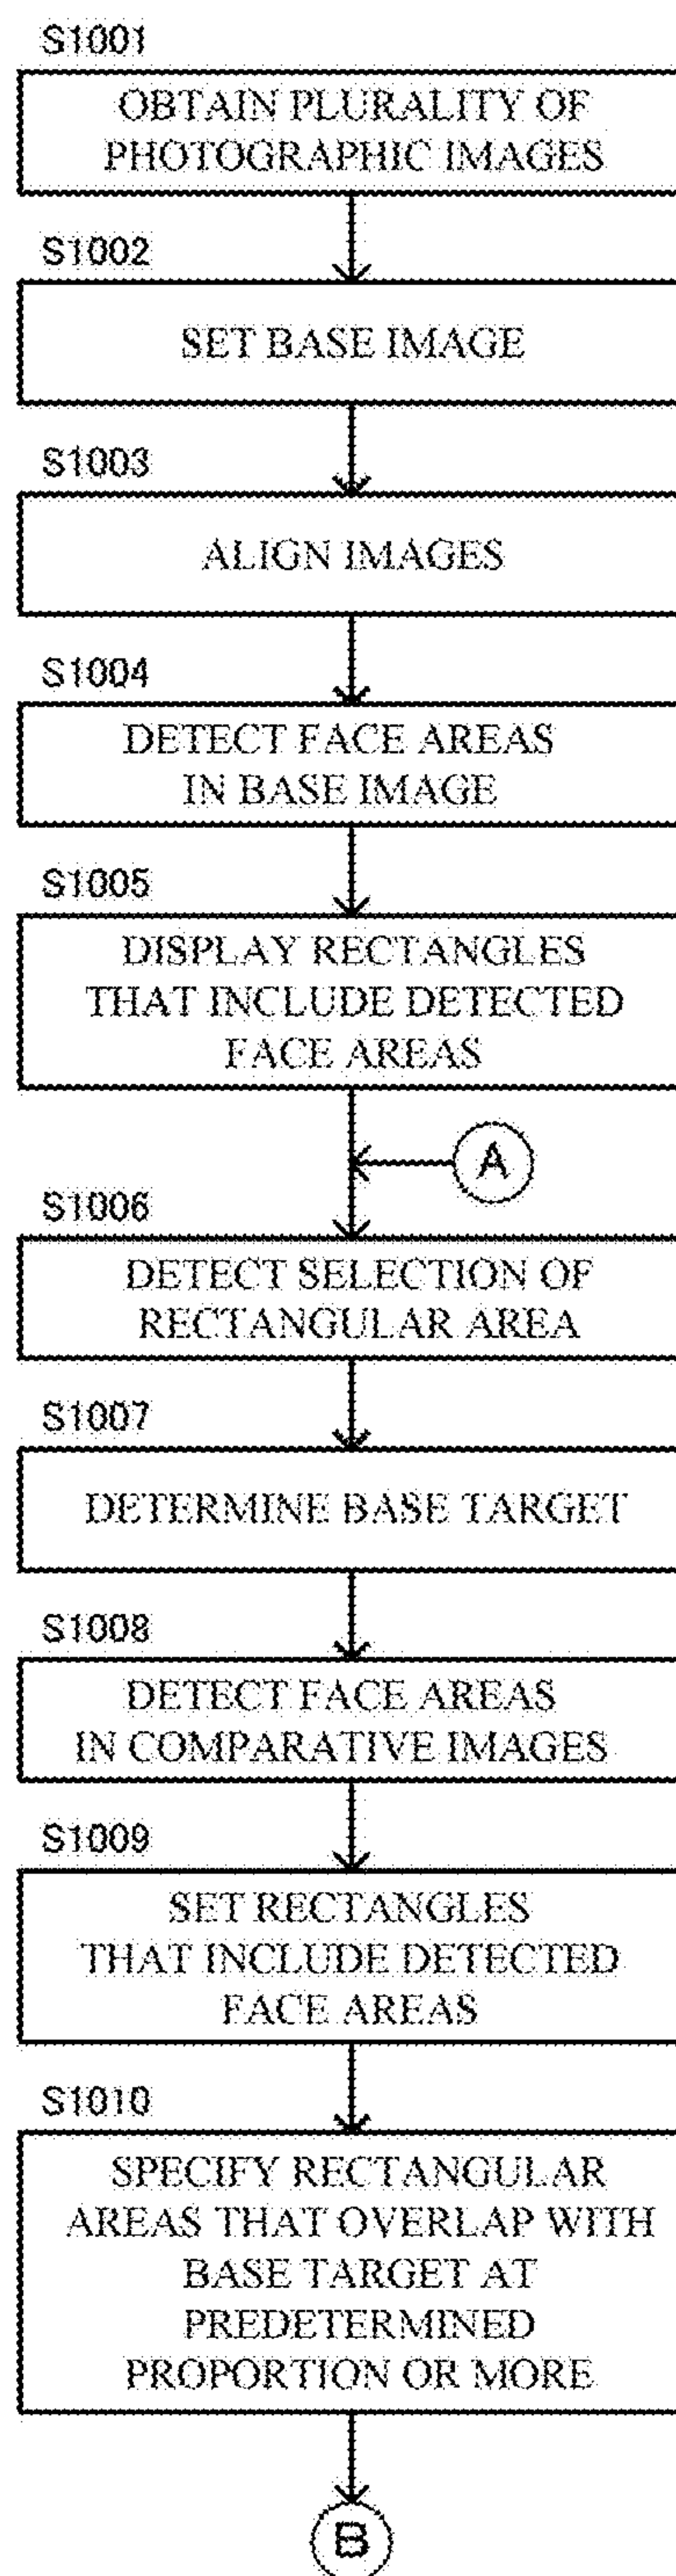 S1001
OBTAIN PLURALITY OF
PHOTOGRAPHIC IMAGES
S1002
SET BASE IMAGE
S1003
ALIGN IMAGES
S1004
DETECT FACE AREAS
IN BASE IMAGE
S1005
DISPLAY RECTANGLES
THAT INCLUDE DETECTED
FACE AREAS
A
S1006
DETECT SELECTION OF
RECTANGULAR AREA
S1007
DETERMINE BASE TARGET
S1008
DETECT FACE AREAS
IN COMPARATIVE IMAGES
S1009
SET RECTANGLES
THAT INCLUDE DETECTED
FACE AREAS
S1010
SPECIFY RECTANGULAR
AREAS THAT OVERLAP WITH
BASE TARGET AT
PREDETERMINED
PROPORTION OR MORE
B